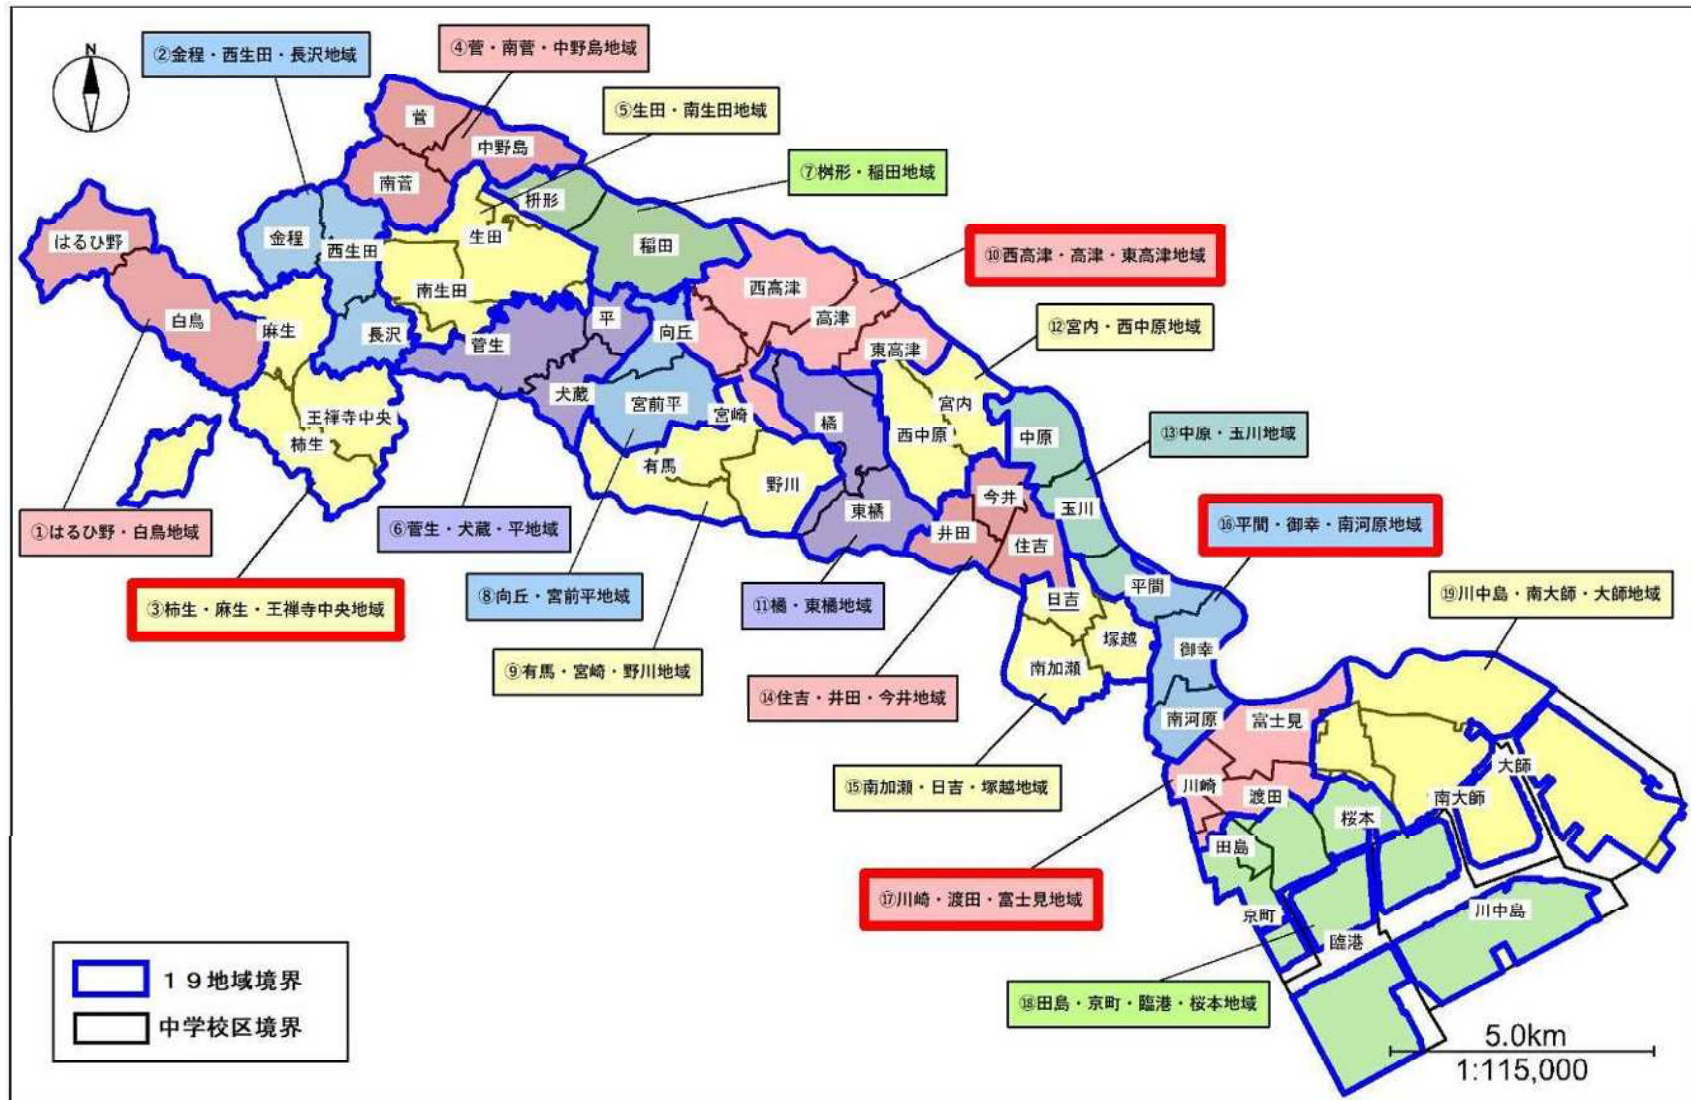 N
②金程・西生田・長沢地域
④菅・南菅・中野島地域
⑤生田・南生田地域
⑦桝形・稲田地域
⑩西高津・高津・東高津地域
⑫宮内・西中原地域
⑬中原・玉川地域
⑯平間・御幸・南河原地域
⑲川中島・南大師・大師地域
①はるひ野・白鳥地域
③柿生・麻生・王禅寺中央地域
⑥菅生・犬蔵・平地域
⑧向丘・宮前平地域
⑨有馬・宮崎・野川地域
⑪橘・東橘地域
⑭住吉・井田・今井地域
⑮南加瀬・日吉・塚越地域
⑰川崎・渡田・富士見地域
⑱田島・京町・臨港・桜本地域
菅
中野島
南菅
枡形
はるひ野
金程
西生田
生田
稲田
南生田
西高津
白鳥
麻生
長沢
菅生
平
向丘
高津
東高津
犬蔵
宮前平
宮崎
橘
宮内
西中原
中原
王禅寺中央
柿生
有馬
野川
東橘
今井
玉川
井田
住吉
平間
日吉
塚越
御幸
南加瀬
南河原
富士見
川崎
渡田
桜本
大師
南大師
田島
京町
臨港
川中島
19地域境界
中学校区境界
5.0km
1:115,000